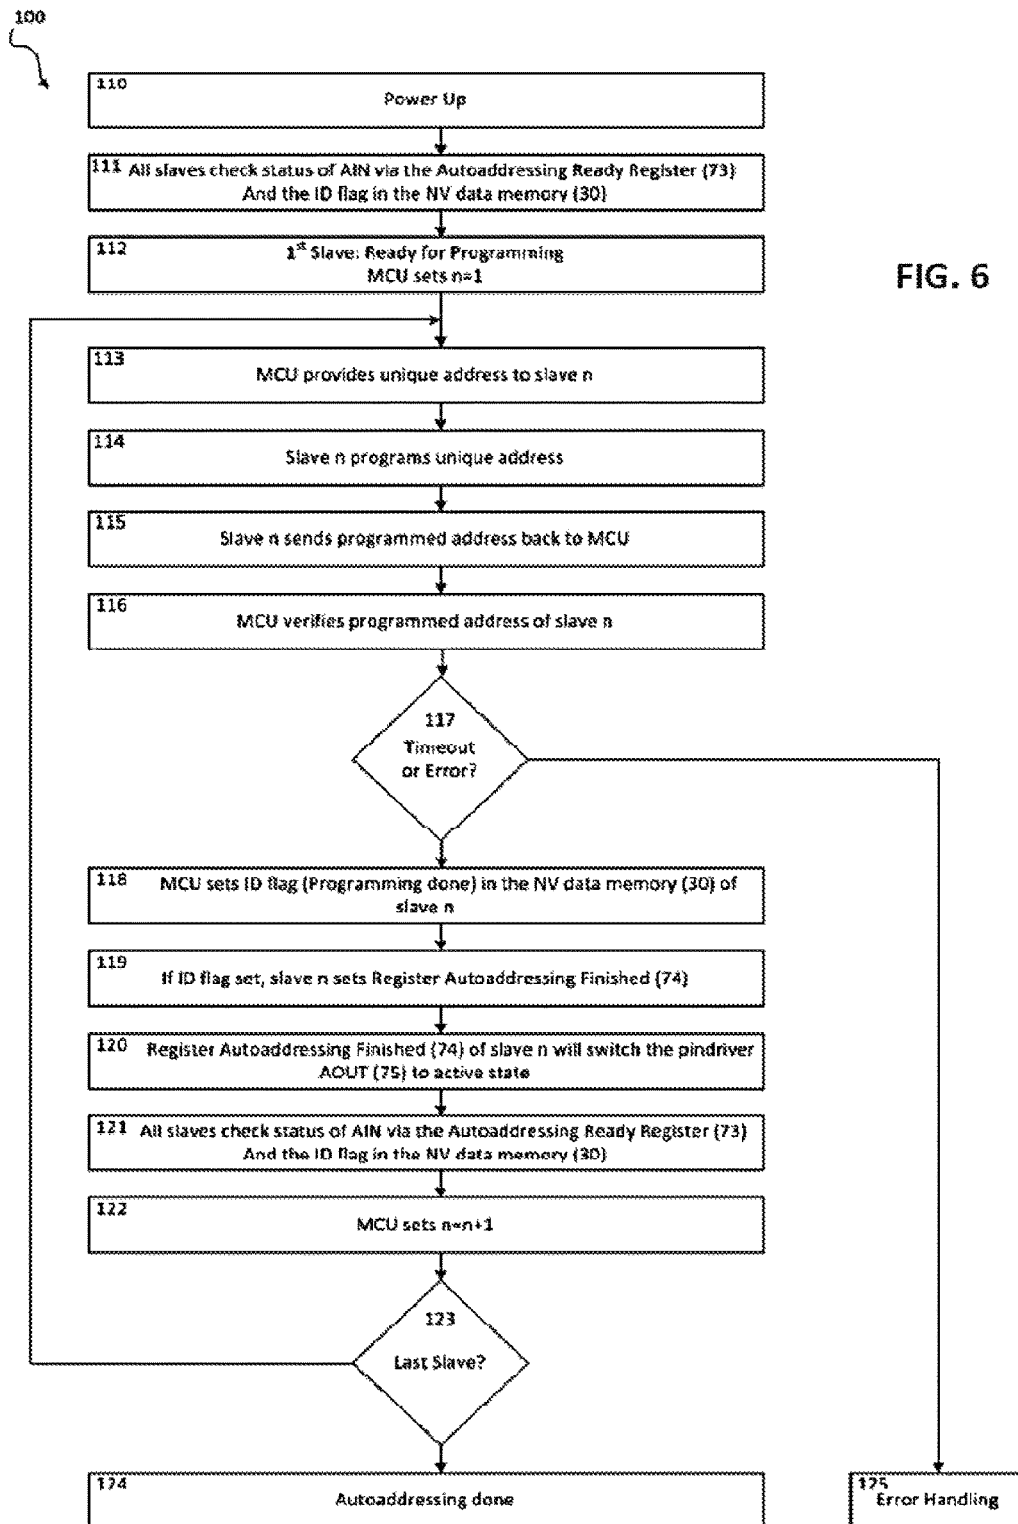 100
110
Power Up
111 All slaves check status of AIN via the Autoaddressing Ready Register (73)
And the ID flag in the NV data memory (30)
112
1st Slave: Ready for Programming
MCU sets n=1
FIG. 6
113
MCU provides unique address to slave n
114
Slave n programs unique address
115
Slave n sends programmed address back to MCU
116
MCU verifies programmed address of slave n
117
Timeout
or Error?
118 MCU sets ID flag (Programming done) in the NV data memory (30) of
slave n
119
If ID flag set, slave n sets Register Autoaddressing Finished (74)
120 Register Autoaddressing Finished (74) of slave n will switch the pindriver
AOUT (75) to active state
121 All slaves check status of AIN via the Autoaddressing Ready Register (73)
And the ID flag in the NV data memory (30)
122
MCU sets n=n+1
123
Last Slave?
124
Autoaddressing done
125
Error Handling